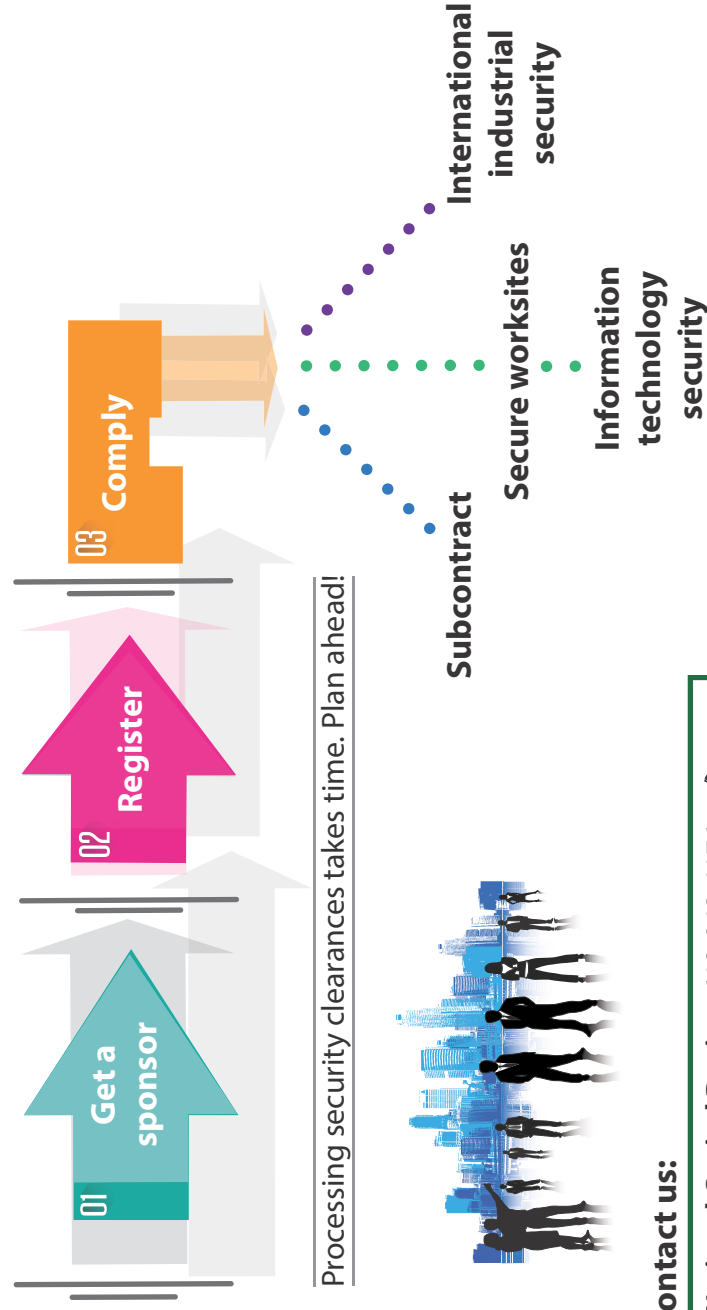 01
Get a
sponsor
02
Register
03
Comply
Processing security clearances takes time. Plan ahead!
Subcontract
Secure worksites
Information
technology
security
International
industrial
security
ontact us: